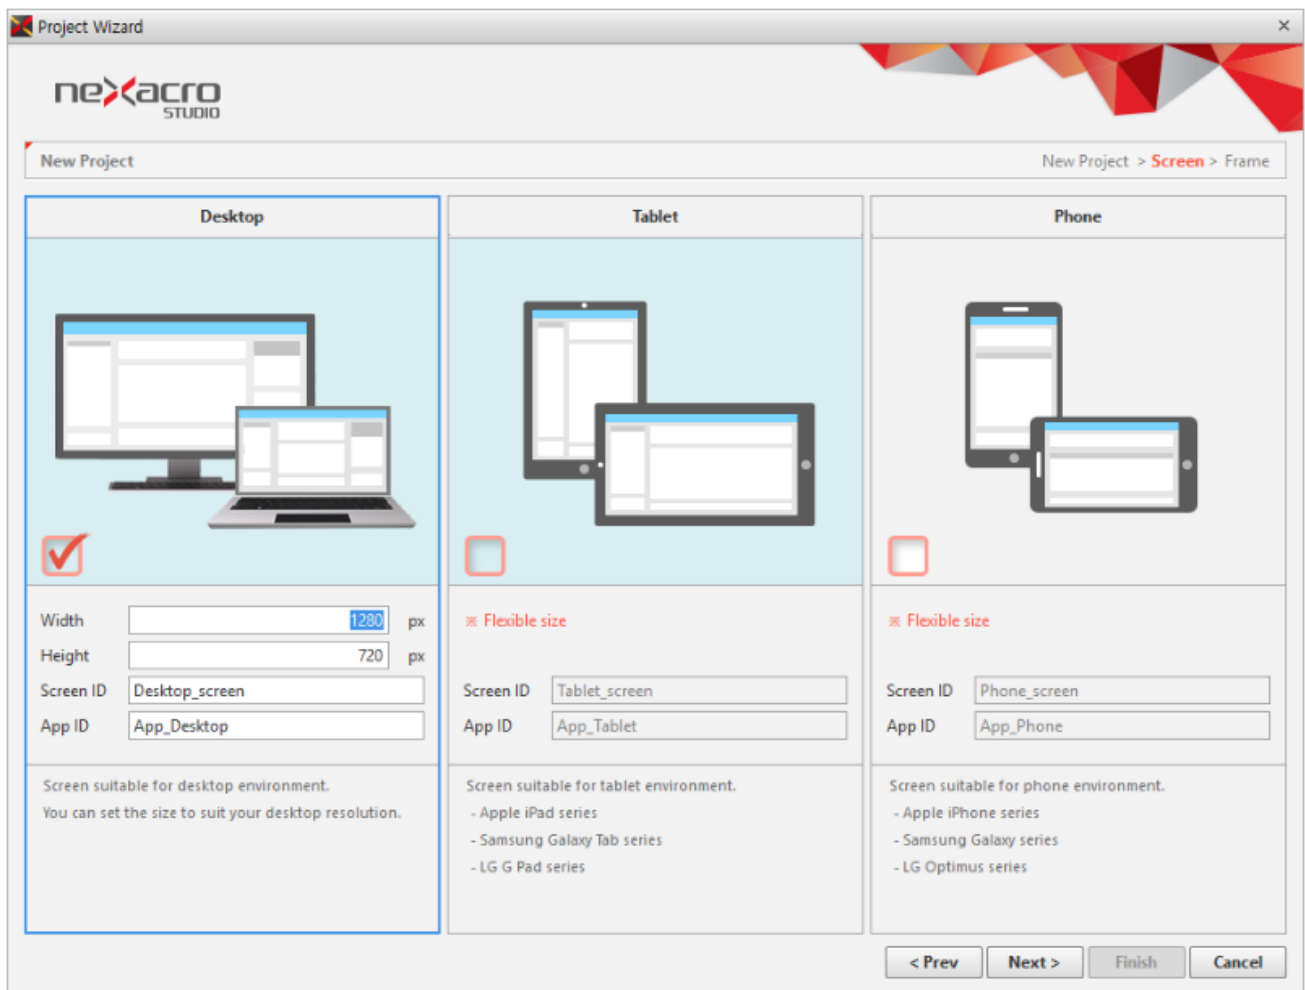 Project Wizard
nexacro
STUDIO
New Project
New Project > Screen > Frame
Desktop
Tablet
Phone
Width 1280 px
Height 720 px
Screen ID Desktop_screen
App ID App_Desktop
Screen suitable for desktop environment.
You can set the size to suit your desktop resolution.
※ Flexible size
Screen ID Tablet_screen
App ID App_Tablet
Screen suitable for tablet environment.
- Apple iPad series
- Samsung Galaxy Tab series
- LG G Pad series
※ Flexible size
Screen ID Phone_screen
App ID App_Phone
Screen suitable for phone environment.
- Apple iPhone series
- Samsung Galaxy series
- LG Optimus series
< Prev
Next >
Finish
Cancel